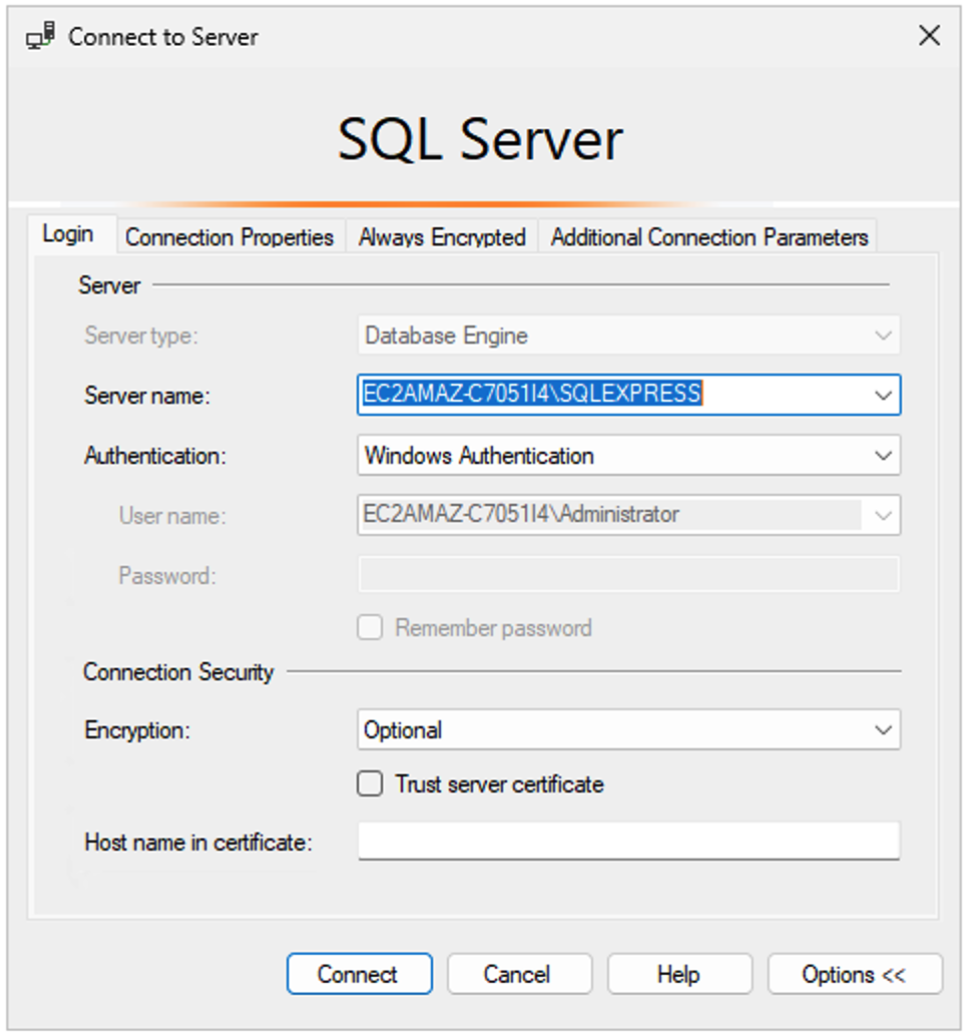 Connect to Server
SQL Server
Login Connection Properties Always Encrypted Additional Connection Parameters
Server
Server type: Database Engine
Server name: EC2AMAZ-C7051I4\SQLEXPRESS
Authentication: Windows Authentication
User name: EC2AMAZ-C7051I4\Administrator
Password:
Remember password
Connection Security
Encryption: Optional
Trust server certificate
Host name in certificate:
Connect Cancel Help Options <<